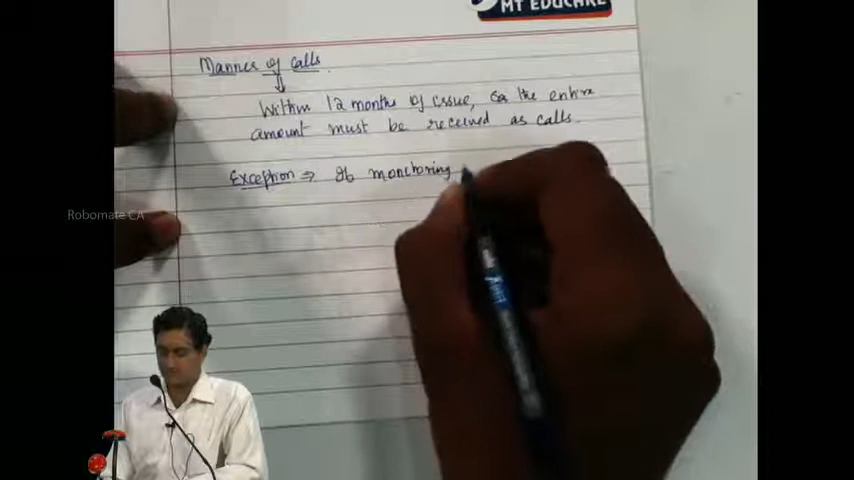 MT EDUCARE
Manner of calls
Within 12 months of issue, so the entire
amount must be received as calls.
Exception ⇒ If monitoring
Robomate CA